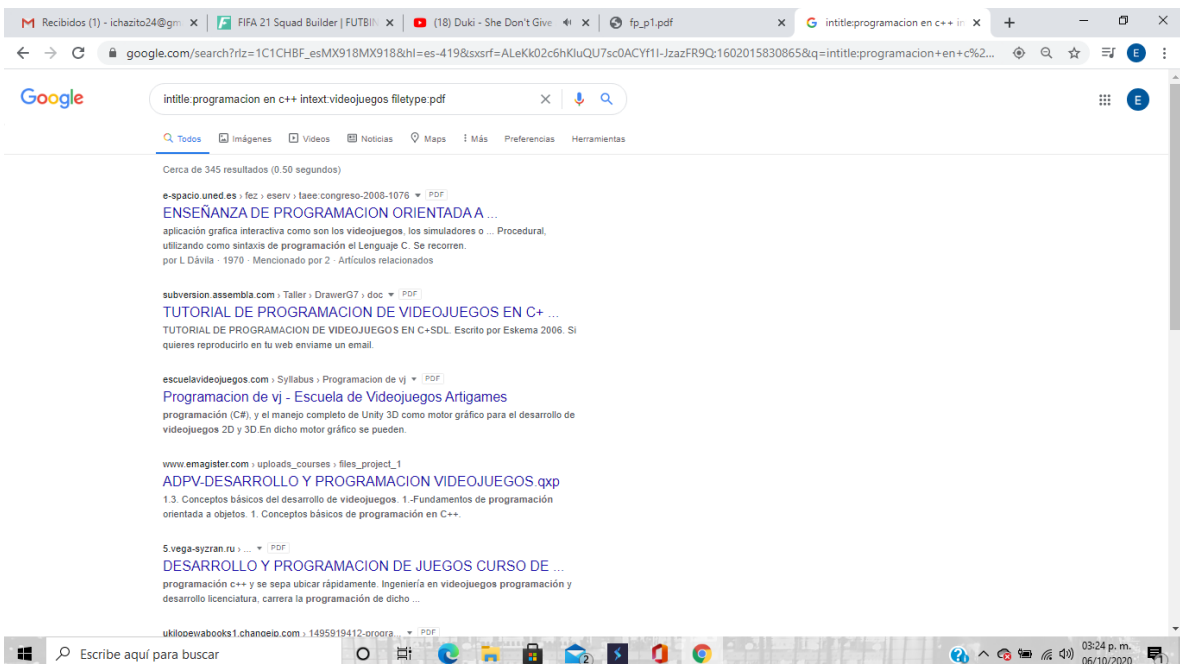 Recibidos (1) - ichazito24@gm
FIFA 21 Squad Builder | FUTBIN
(18) Duki - She Don't Give
fp_p1.pdf
intitle:programacion en c++ in
google.com/search?rlz=1C1CHBF_esMX918MX918&hl=es-419&sxsrf=ALeKk02c6hKluQU7sc0ACYf1I-JzazFR9Q;1602015830865&q=intitle:programacion+en+c%2...
E
Google
intitle:programacion en c++ intext:videojuegos filetype:pdf
E
Todos Imágenes Videos Noticias Maps Más Preferencias Herramientas
Cerca de 345 resultados (0.50 segundos)
e-spacio.uned.es › fez › eserv › taee:congreso-2008-1076 PDF
ENSEÑANZA DE PROGRAMACION ORIENTADA A ...
aplicación grafica interactiva como son los videojuegos, los simuladores o ... Procedural,
utilizando como sintaxis de programación el Lenguaje C. Se recorren.
por L Dávila · 1970 · Mencionado por 2 · Artículos relacionados
subversion.assembla.com › Taller › DrawerG7 › doc PDF
TUTORIAL DE PROGRAMACION DE VIDEOJUEGOS EN C+ ...
TUTORIAL DE PROGRAMACION DE VIDEOJUEGOS EN C+SDL. Escrito por Eskema 2006. Si
quieres reproducirlo en tu web enviame un email.
escuelavideojuegos.com › Syllabus › Programacion de vj PDF
Programacion de vj - Escuela de Videojuegos Artigames
programación (C#), y el manejo completo de Unity 3D como motor gráfico para el desarrollo de
videojuegos 2D y 3D.En dicho motor gráfico se pueden.
www.emagister.com › uploads_courses › files_project_1
ADPV-DESARROLLO Y PROGRAMACION VIDEOJUEGOS.qxp
1.3. Conceptos básicos del desarrollo de videojuegos. 1.-Fundamentos de programación
orientada a objetos. 1. Conceptos básicos de programación en C++.
5.vega-syzran.ru › ... PDF
DESARROLLO Y PROGRAMACION DE JUEGOS CURSO DE ...
programación c++ y se sepa ubicar rápidamente. Ingeniería en videojuegos programación y
desarrollo licenciatura, carrera la programación de dicho ...
ukilopewabooks1.changeip.com › 1495919412-progra... PDF
Escribe aquí para buscar
2
03:24 p. m.
06/10/2020
1